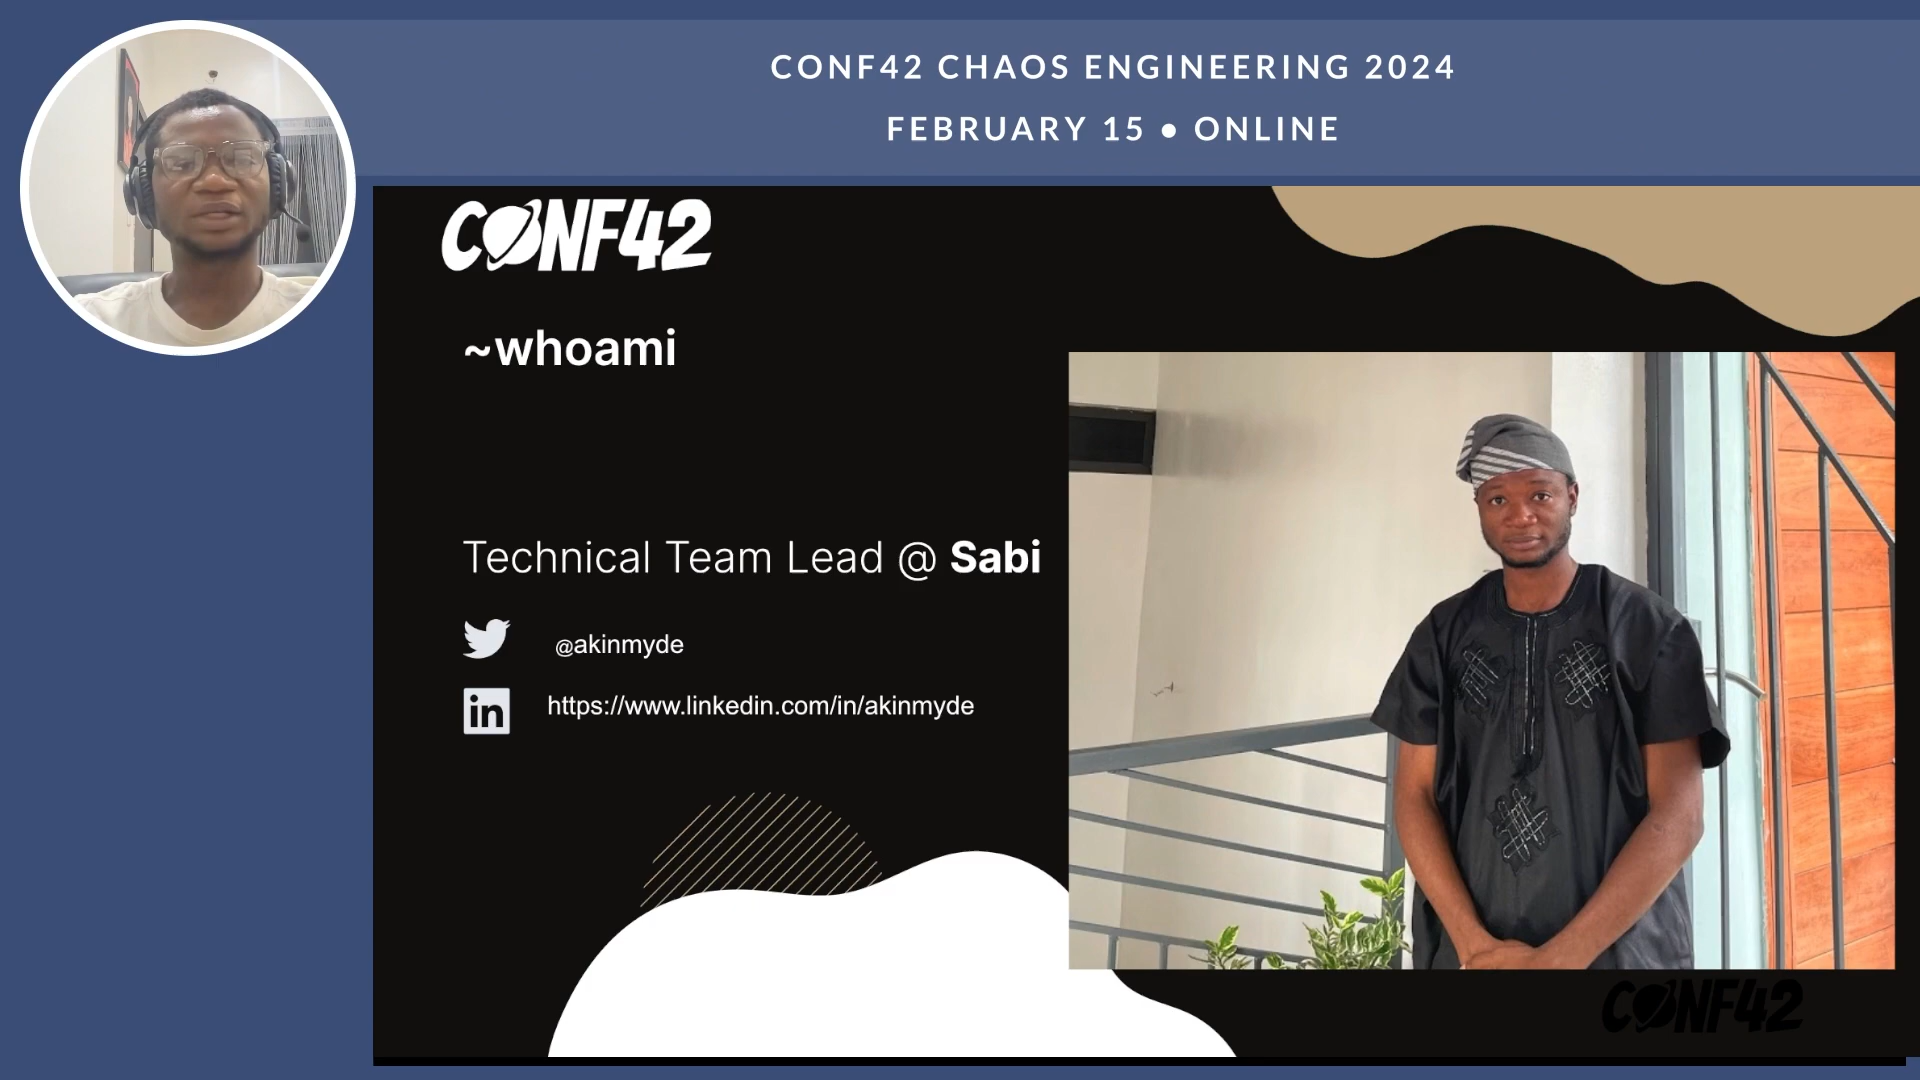 CONF42 CHAOS ENGINEERING 2024
FEBRUARY 15 • ONLINE
CONF42
~whoami
Technical Team Lead @ Sabi
@akinmyde
in https://www.linkedin.com/in/akinmyde
CONF42